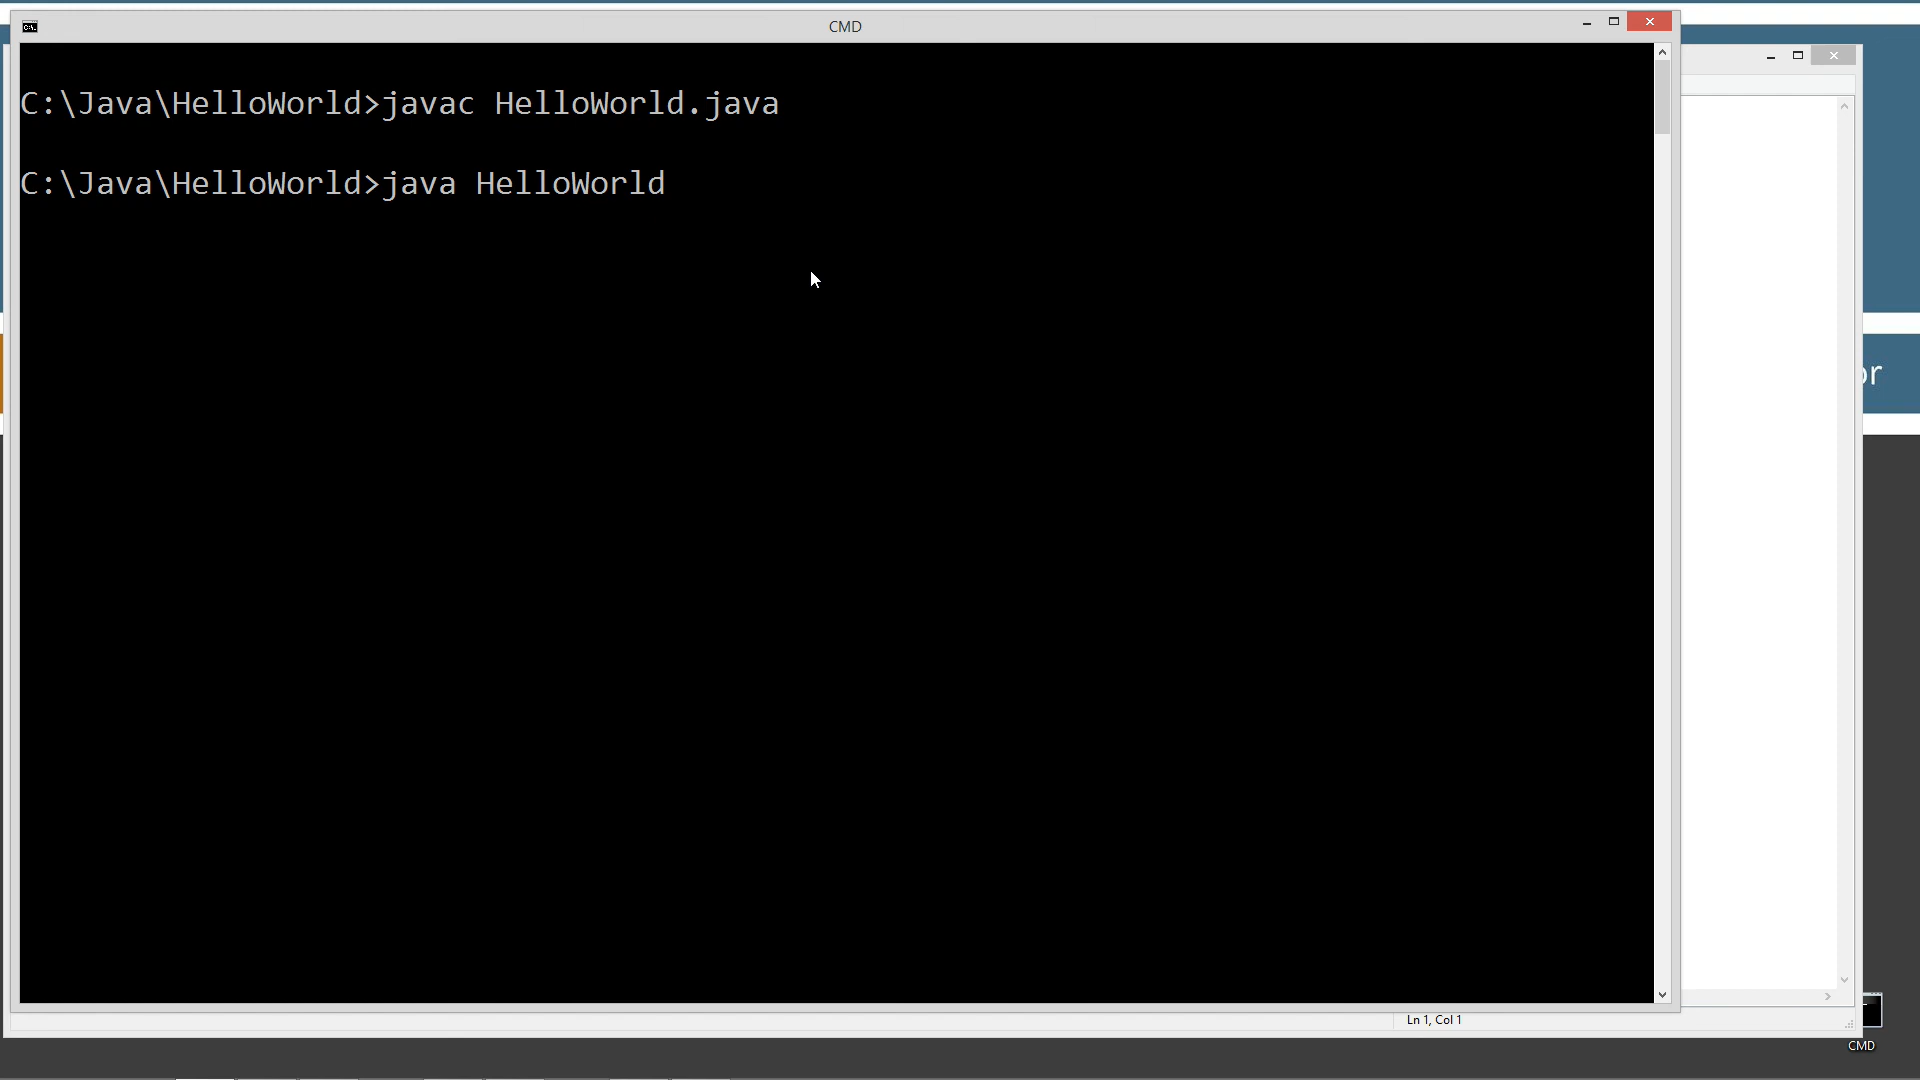 CMD
C:\Java\HelloWorld>javac HelloWorld.java
C:\Java\HelloWorld>java HelloWorld
Ln 1, Col 1
CMD